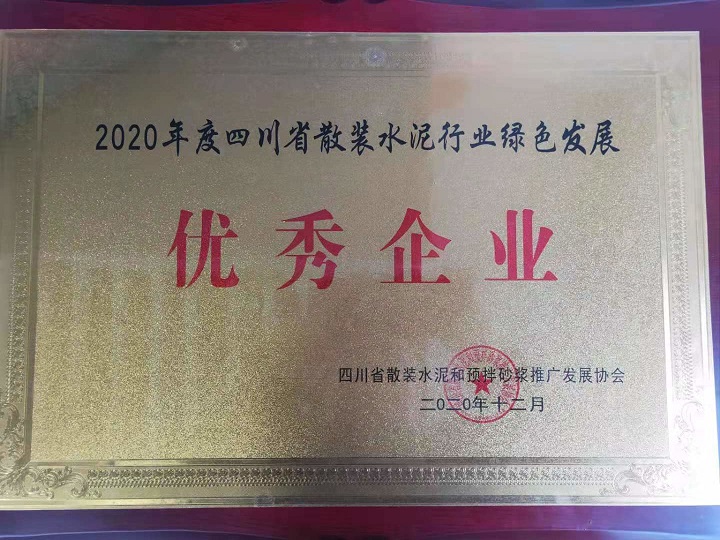 2020年度四川省散装水泥行业绿色发展
优秀企业
四川省散装水泥和预拌砂浆推广发展协会
二0二0年十二月